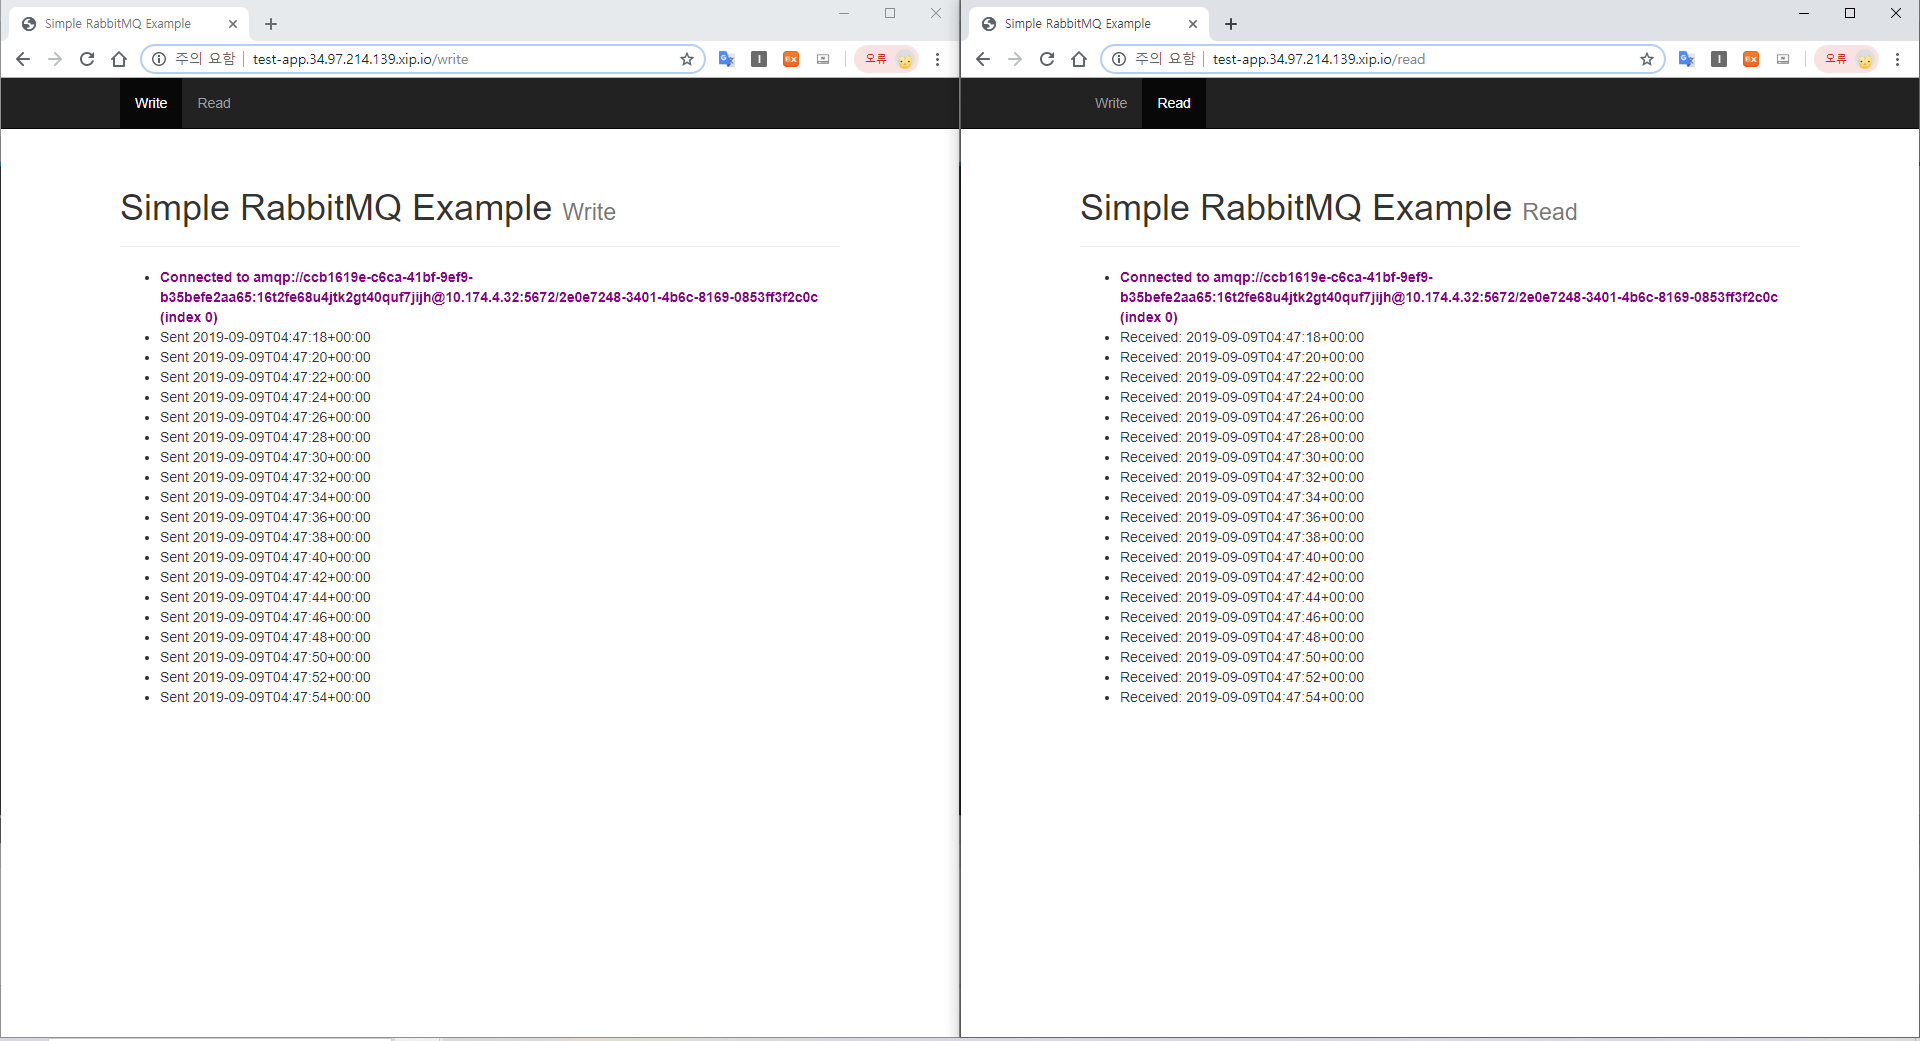 Simple RabbitMQ Example
주의 요함 test-app.34.97.214.139.xip.io/write
EX
오류
Write Read
Simple RabbitMQ Example Write
Connected to amqp://ccb1619e-c6ca-41bf-9ef9-
b35befe2aa65:16t2fe68u4jtk2gt40quf7jijh@10.174.4.32:5672/2e0e7248-3401-4b6c-8169-0853ff3f2c0c
(index 0)
Sent 2019-09-09T04:47:18+00:00
Sent 2019-09-09T04:47:20+00:00
Sent 2019-09-09T04:47:22+00:00
Sent 2019-09-09T04:47:24+00:00
Sent 2019-09-09T04:47:26+00:00
Sent 2019-09-09T04:47:28+00:00
Sent 2019-09-09T04:47:30+00:00
Sent 2019-09-09T04:47:32+00:00
Sent 2019-09-09T04:47:34+00:00
Sent 2019-09-09T04:47:36+00:00
Sent 2019-09-09T04:47:38+00:00
Sent 2019-09-09T04:47:40+00:00
Sent 2019-09-09T04:47:42+00:00
Sent 2019-09-09T04:47:44+00:00
Sent 2019-09-09T04:47:46+00:00
Sent 2019-09-09T04:47:48+00:00
Sent 2019-09-09T04:47:50+00:00
Sent 2019-09-09T04:47:52+00:00
Sent 2019-09-09T04:47:54+00:00
Simple RabbitMQ Example
주의 요함 test-app.34.97.214.139.xip.io/read
EX
오류
Write Read
Simple RabbitMQ Example Read
Connected to amqp://ccb1619e-c6ca-41bf-9ef9-
b35befe2aa65:16t2fe68u4jtk2gt40quf7jijh@10.174.4.32:5672/2e0e7248-3401-4b6c-8169-0853ff3f2c0c
(index 0)
Received: 2019-09-09T04:47:18+00:00
Received: 2019-09-09T04:47:20+00:00
Received: 2019-09-09T04:47:22+00:00
Received: 2019-09-09T04:47:24+00:00
Received: 2019-09-09T04:47:26+00:00
Received: 2019-09-09T04:47:28+00:00
Received: 2019-09-09T04:47:30+00:00
Received: 2019-09-09T04:47:32+00:00
Received: 2019-09-09T04:47:34+00:00
Received: 2019-09-09T04:47:36+00:00
Received: 2019-09-09T04:47:38+00:00
Received: 2019-09-09T04:47:40+00:00
Received: 2019-09-09T04:47:42+00:00
Received: 2019-09-09T04:47:44+00:00
Received: 2019-09-09T04:47:46+00:00
Received: 2019-09-09T04:47:48+00:00
Received: 2019-09-09T04:47:50+00:00
Received: 2019-09-09T04:47:52+00:00
Received: 2019-09-09T04:47:54+00:00